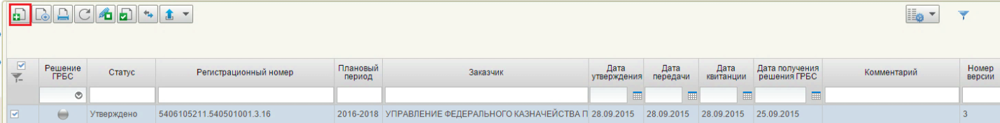 Решение ГРБС
Статус
Регистрационный номер
Плановый период
Заказчик
Дата утверждения
Дата передачи
Дата квитанции
Дата получения решения ГРБС
Комментарий
Номер версии
Утверждено 5406105211.540501001.3.16 2016-2018 УПРАВЛЕНИЕ ФЕДЕРАЛЬНОГО КАЗНАЧЕЙСТВА П 28.09.2015 28.09.2015 28.09.2015 25.09.2015 3